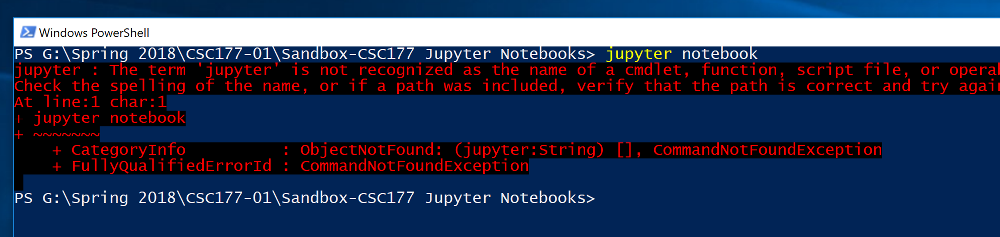 Windows PowerShell
PS G:\Spring 2018\CSC177-01\Sandbox-CSC177 Jupyter Notebooks> jupyter notebook
jupyter : The term 'jupyter' is not recognized as the name of a cmdlet, function, script file, or
Check the spelling of the name, or if a path was included, verify that the path is correct and try
At line:1 char:1
+ jupyter notebook
+ ~~~~~~~
    + CategoryInfo          : ObjectNotFound: (jupyter:String) [], CommandNotFoundException
    + FullyQualifiedErrorId : CommandNotFoundException
PS G:\Spring 2018\CSC177-01\Sandbox-CSC177 Jupyter Notebooks>